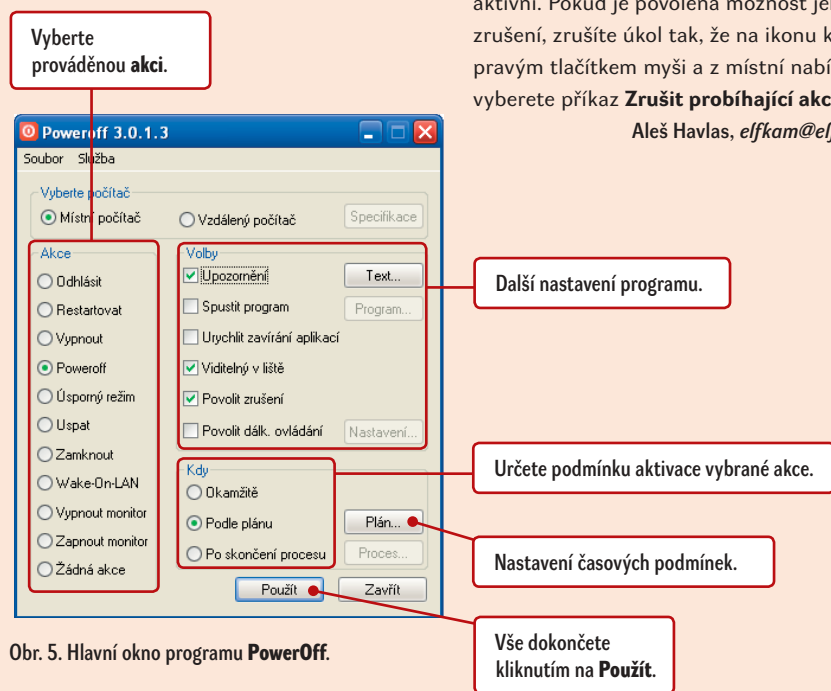 aktivní. Pokud je povolena možnost
zrušení, zrušíte úkol tak, že na ikonu
pravým tlačítkem myši a z místní
vyberete příkaz Zrušit probíhající
Aleš Havlas,
Vyberte
prováděnou akci.
Poweroff 3.0.1.3
Soubor Služba
Vyberte počítač
Místní počítač Vzdálený počítač Specifikace
Akce
Odhlásit
Restartovat
Vypnout
Poweroff
Úsporný režim
Uspat
Zamknout
Wake-On-LAN
Vypnout monitor
Zapnout monitor
Žádná akce
Volby
Upozornění Text...
Spustit program Program...
Urychlit zavírání aplikací
Viditelný v liště
Povolit zrušení
Povolit dálk. ovládání Nastavení...
Kdy
Okamžitě
Podle plánu Plán...
Po skončení procesu Proces...
Použít Zavřít
Další nastavení programu.
Určete podmínku aktivace vybrané akce.
Nastavení časových podmínek.
Vše dokončete
kliknutím na Použít.
Obr. 5. Hlavní okno programu PowerOff.